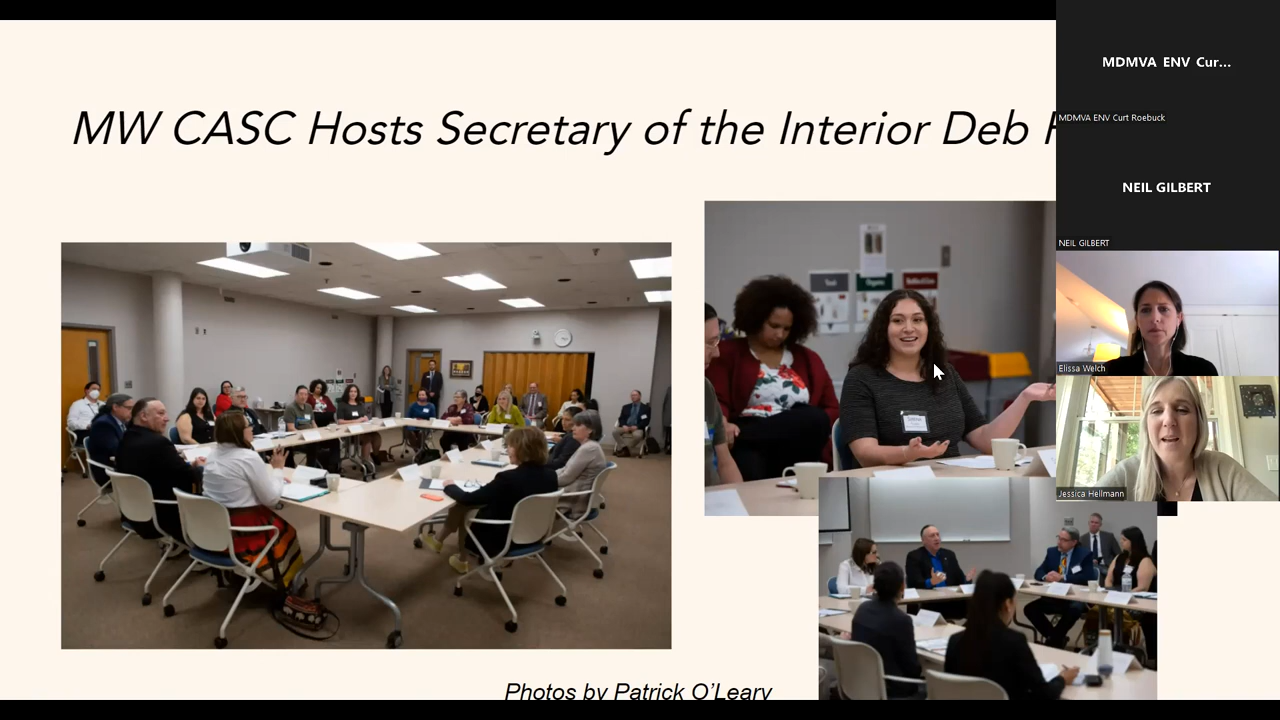 MW CASC Hosts Secretary of the Interior Deb
Photos by Patrick O'Leary
MDMVA ENV Cur...
MDMVA ENV Curt Roebuck
NEIL GILBERT
NEIL GILBERT
Elissa Welch
Jessica Hellmann